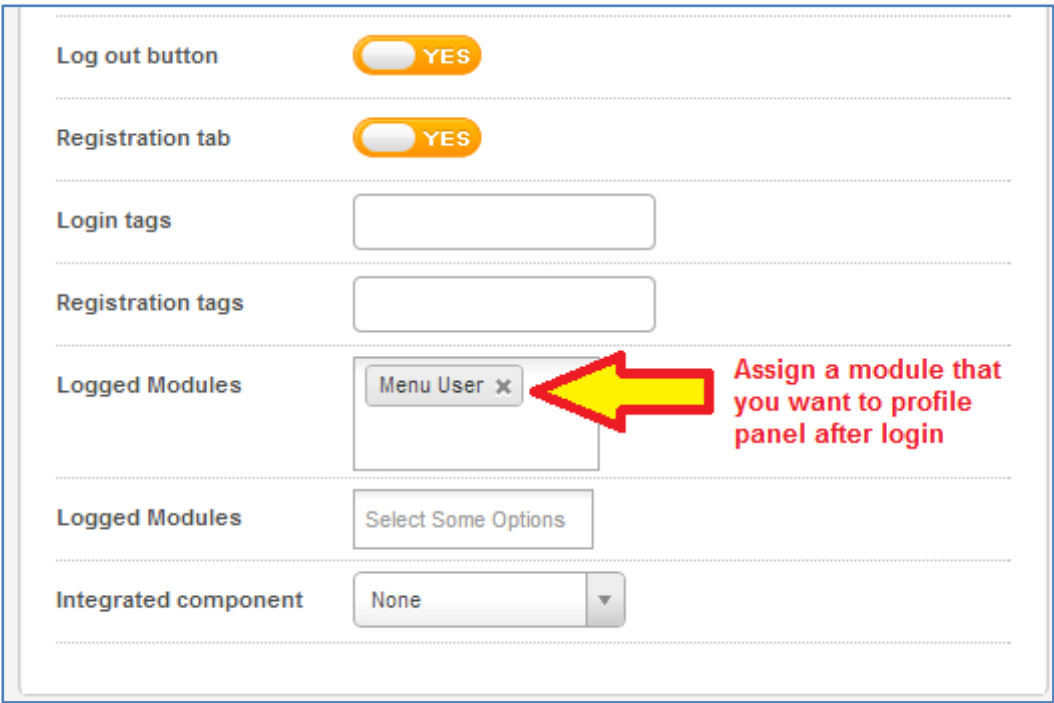 Log out button YES
Registration tab YES
Login tags
Registration tags
Logged Modules Menu User
Assign a module that
you want to profile
panel after login
Logged Modules Select Some Options
Integrated component None